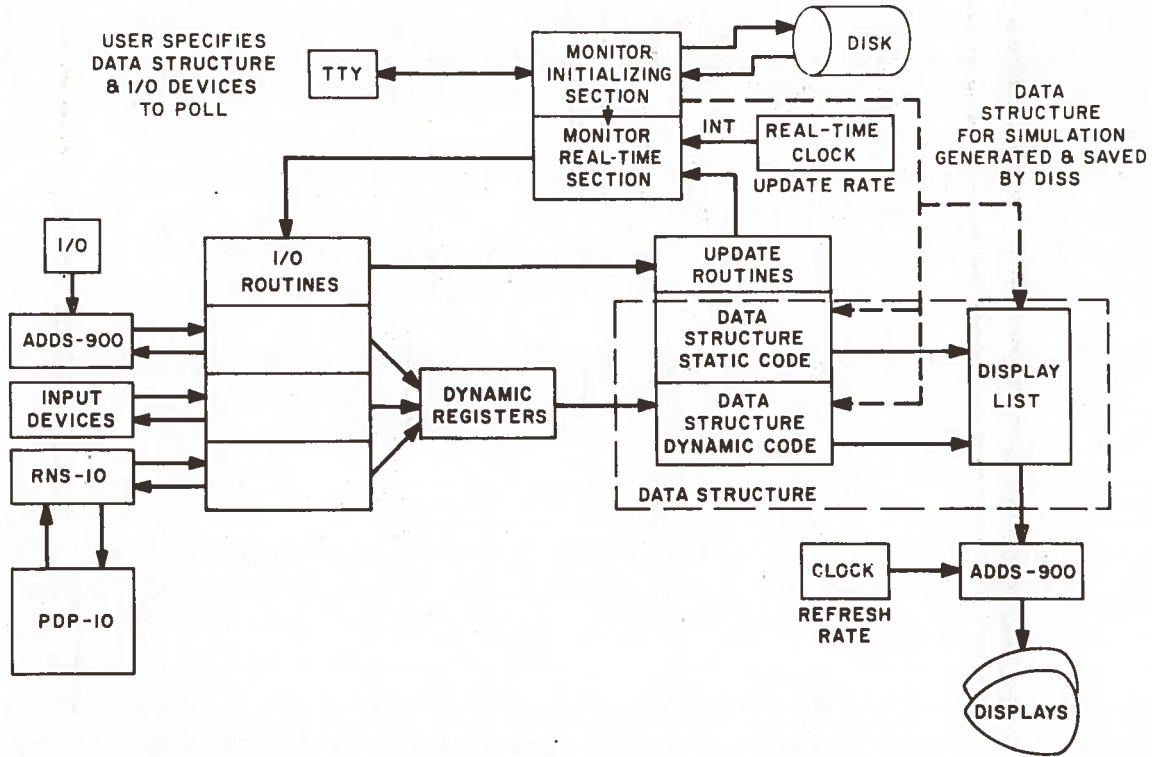 USER SPECIFIES
DATA STRUCTURE
& I/O DEVICES
TO POLL
TTY
MONITOR
INITIALIZING
SECTION
MONITOR
REAL-TIME
SECTION
DISK
INT
REAL-TIME
CLOCK
UPDATE RATE
DATA
STRUCTURE
FOR SIMULATION
GENERATED & SAVED
BY DISS
I/O
I/O
ROUTINES
UPDATE
ROUTINES
ADDS-900
INPUT
DEVICES
RNS-10
PDP-10
DYNAMIC
REGISTERS
DATA
STRUCTURE
STATIC CODE
DATA
STRUCTURE
DYNAMIC CODE
DISPLAY
LIST
DATA STRUCTURE
CLOCK
REFRESH
RATE
ADDS-900
DISPLAYS